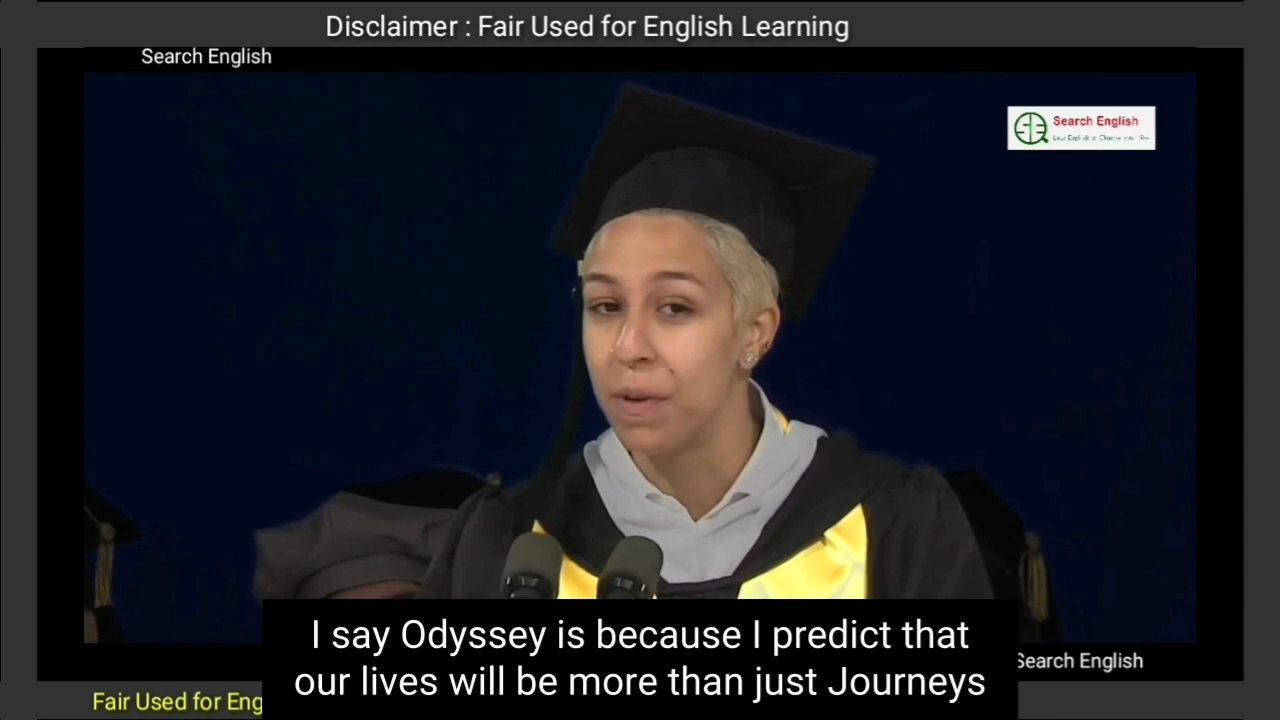 Disclaimer : Fair Used for English Learning
Search English
Search English
I say Odyssey is because I predict that
our lives will be more than just Journeys
Search English
Fair Used for Eng